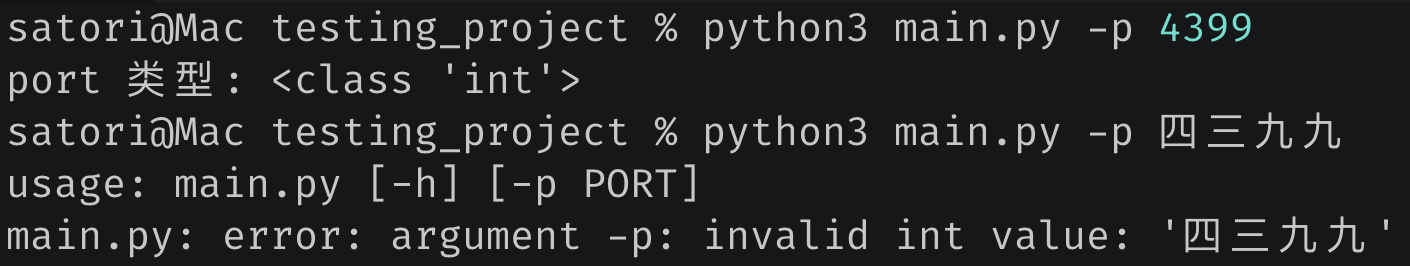 satori@Mac testing_project % python3 main.py -p 4399
port 类型: <class 'int'>
satori@Mac testing_project % python3 main.py -p 四三九九
usage: main.py [-h] [-p PORT]
main.py: error: argument -p: invalid int value: '四三九九'